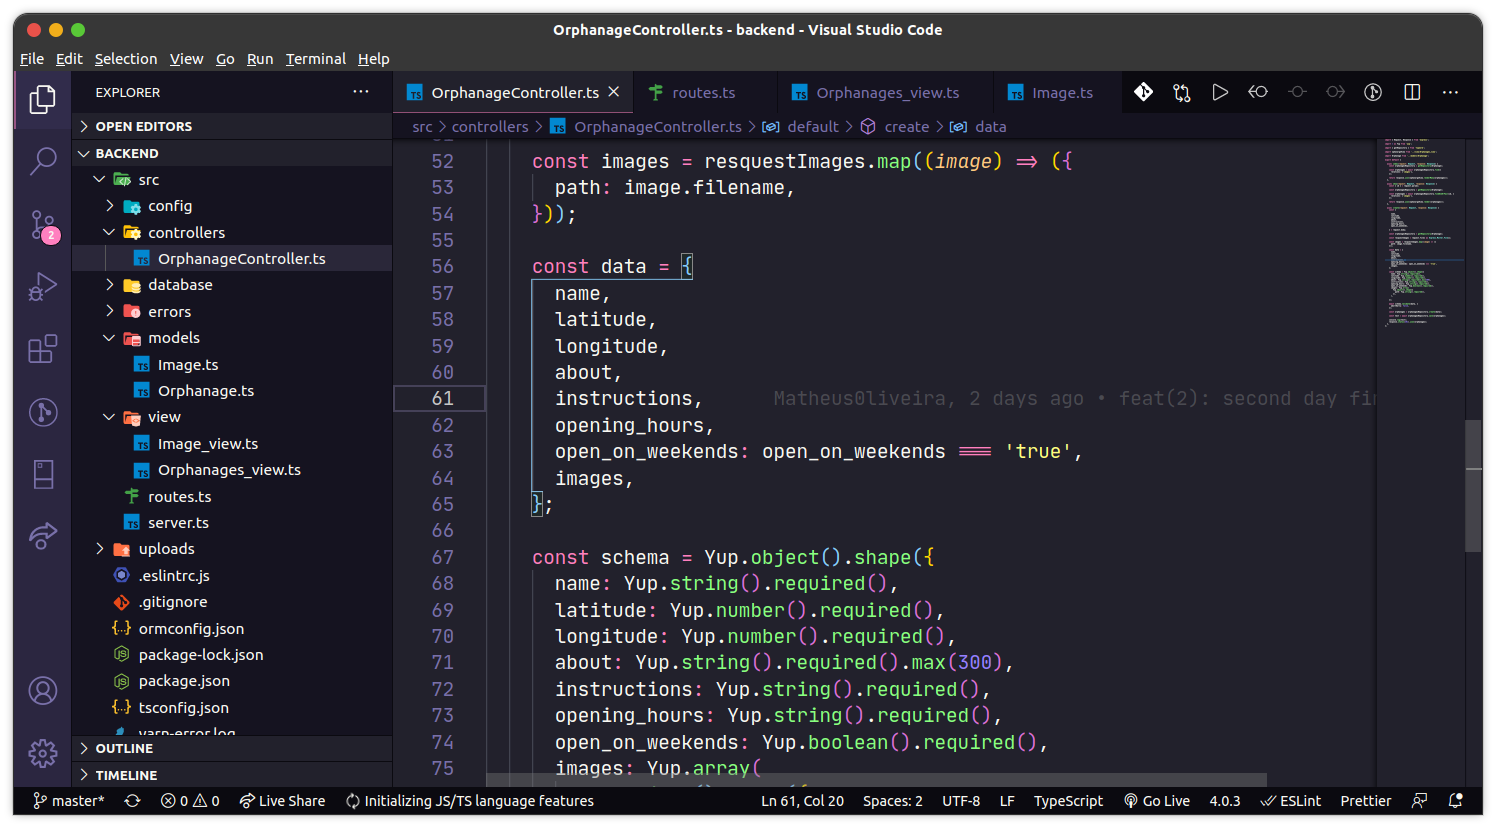 OrphanageController.ts - backend - Visual Studio Code
File Edit Selection View Go Run Terminal Help
EXPLORER
OPEN EDITORS
BACKEND
src
config
controllers
OrphanageController.ts
database
errors
models
Image.ts
Orphanage.ts
view
Image_view.ts
Orphanages_view.ts
routes.ts
server.ts
uploads
.eslintrc.js
.gitignore
ormconfig.json
package-lock.json
package.json
tsconfig.json
yarn-error.log
OUTLINE
TIMELINE
2
OrphanageController.ts routes.ts Orphanages_view.ts Image.ts
src > controllers > OrphanageController.ts > default > create > data
52 const images = resquestImages.map((image) => ({
53 path: image.filename,
54 }));
55
56 const data = {
57 name,
58 latitude,
59 longitude,
60 about,
61 instructions, Matheus0liveira, 2 days ago • feat(2): second day fin
62 opening_hours,
63 open_on_weekends: open_on_weekends === 'true',
64 images,
65 };
66
67 const schema = Yup.object().shape({
68 name: Yup.string().required(),
69 latitude: Yup.number().required(),
70 longitude: Yup.number().required(),
71 about: Yup.string().required().max(300),
72 instructions: Yup.string().required(),
73 opening_hours: Yup.string().required(),
74 open_on_weekends: Yup.boolean().required(),
75 images: Yup.array(
master* 0 0 Live Share Initializing JS/TS language features Ln 61, Col 20 Spaces: 2 UTF-8 LF TypeScript Go Live 4.0.3 ESLint Prettier